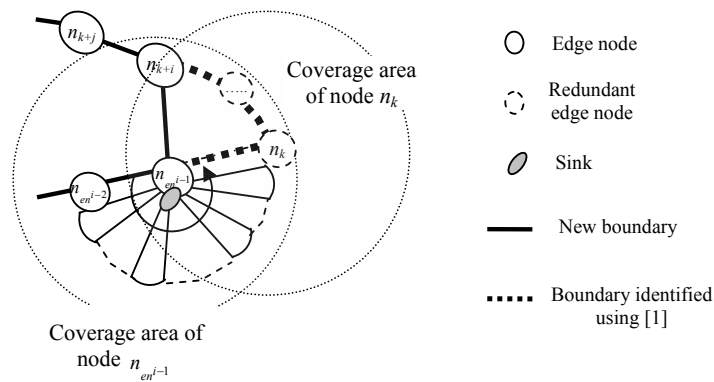 n_{k+j}
n_{k+i}
Coverage area
of node n_k
n_k
n_{en^{i-1}}
n_{en^{i-2}}
Coverage area of
node n_{en^{i-1}}
Edge node
Redundant
edge node
Sink
New boundary
Boundary identified
using [1]